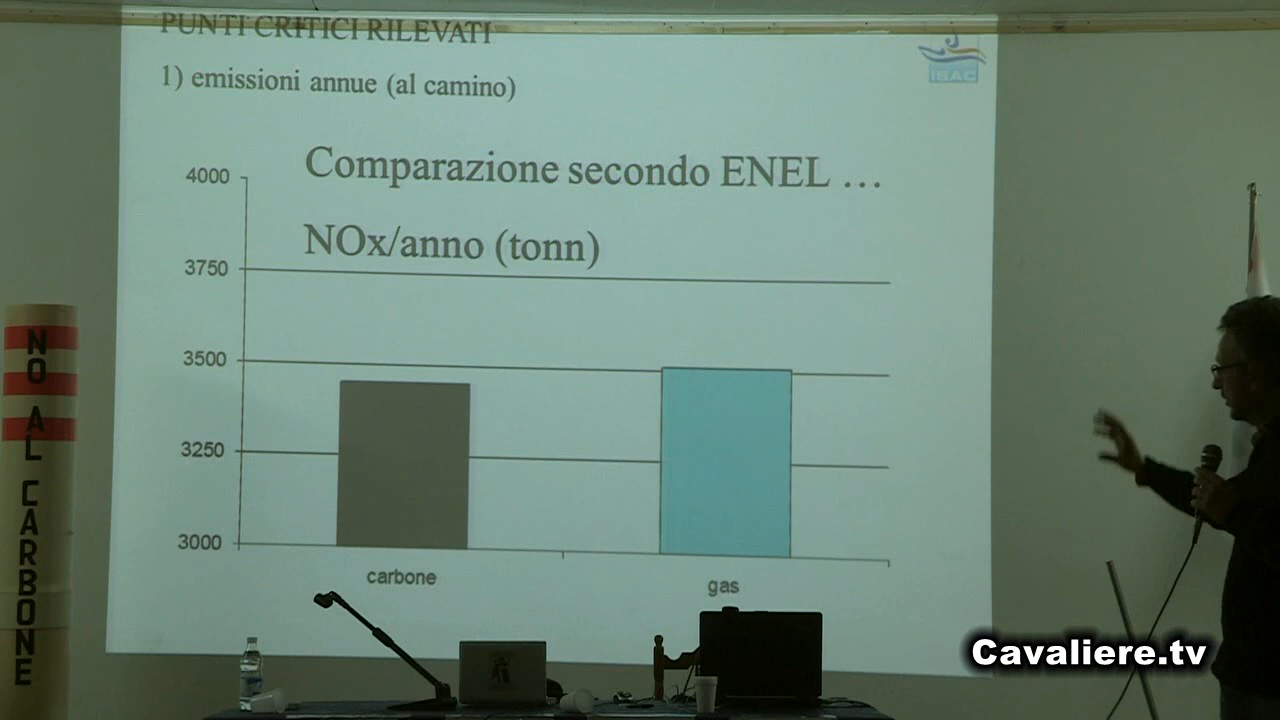 PUNTI CRITICI RILEVATI
1) emissioni annue (al camino)
ISAC
Comparazione secondo ENEL …
NOx/anno (tonn)
4000
3750
3500
3250
3000
carbone
gas
NO AL CARBONE
Cavaliere.tv